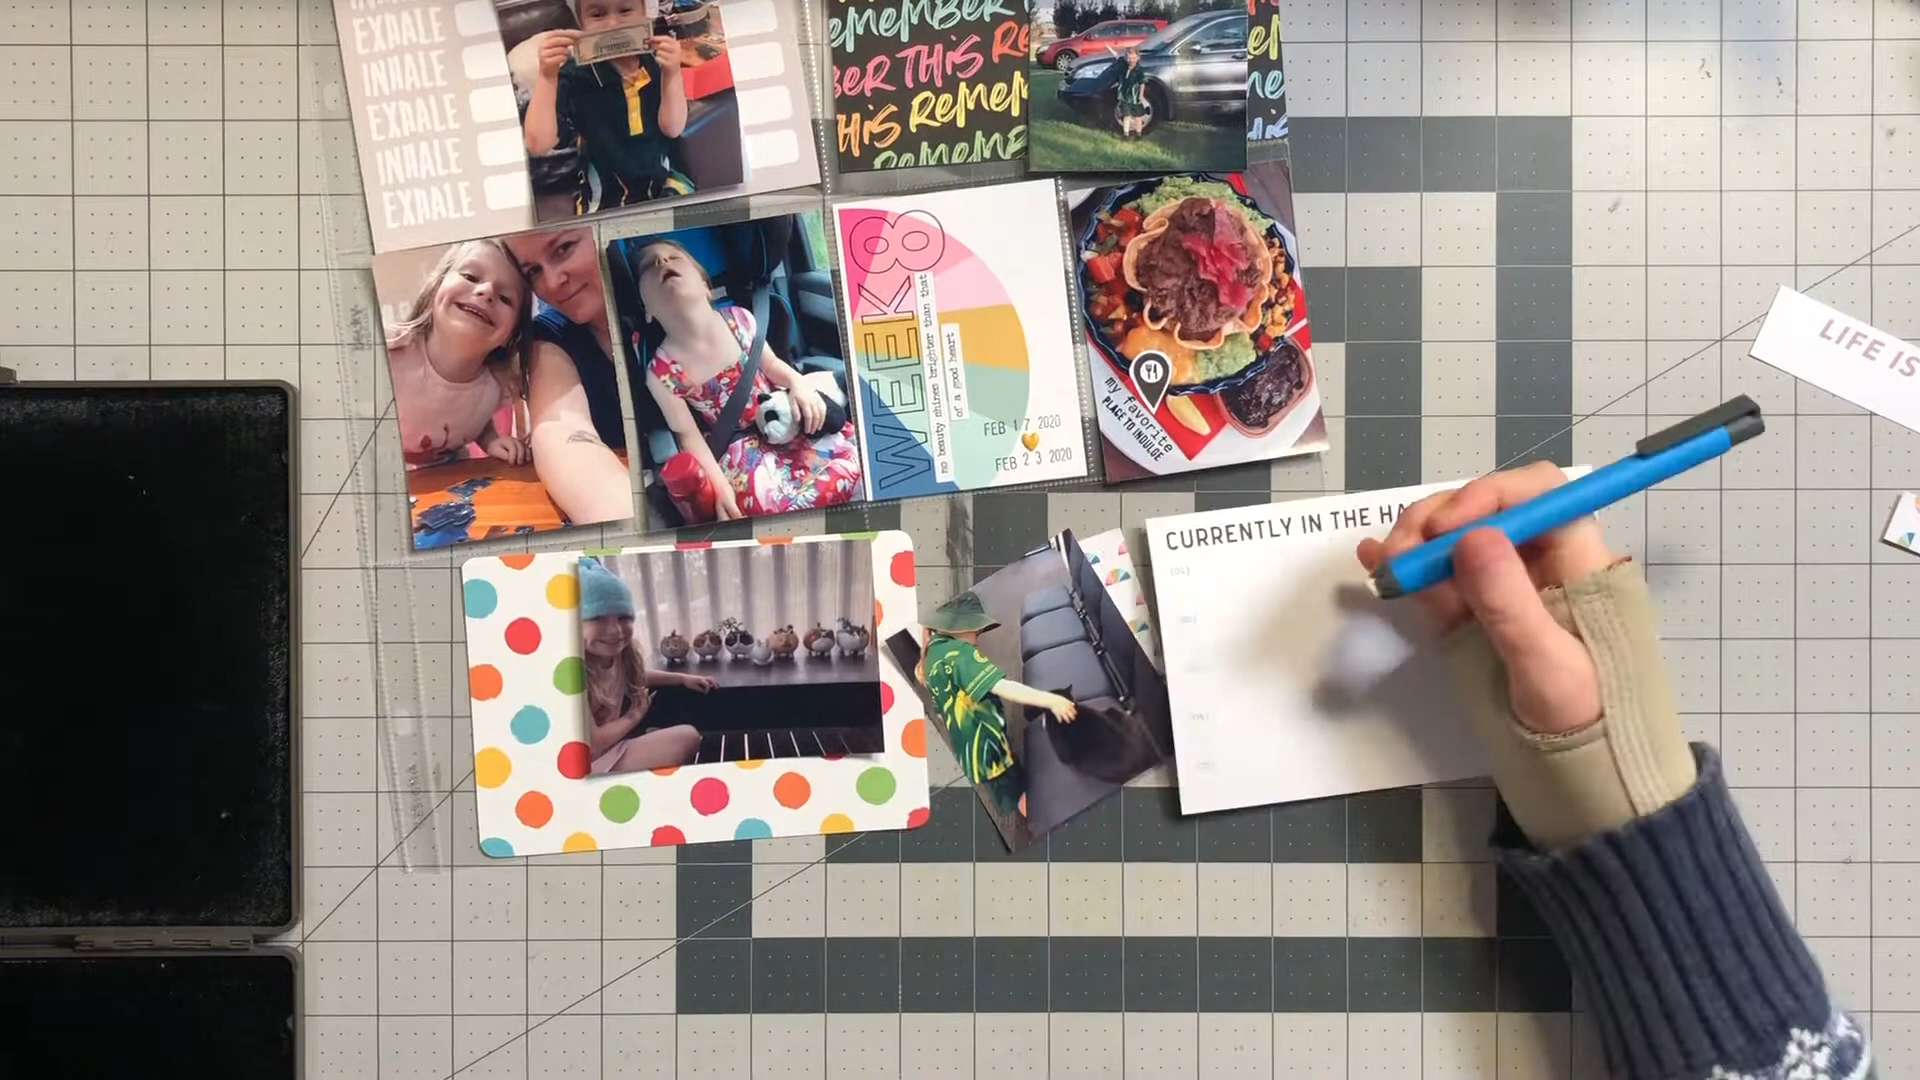 EXHALE
INHALE
EXHALE
INHALE
EXHALE
REMEMBER
BER THIS RE
THIS REMEM
REMEME
WEEK 8
no beauty shines brighter than that
of a good heart
FEB 17 2020
FEB 23 2020
my favorite
PLACE TO INDULGE
CURRENTLY IN THE HA
LIFE IS